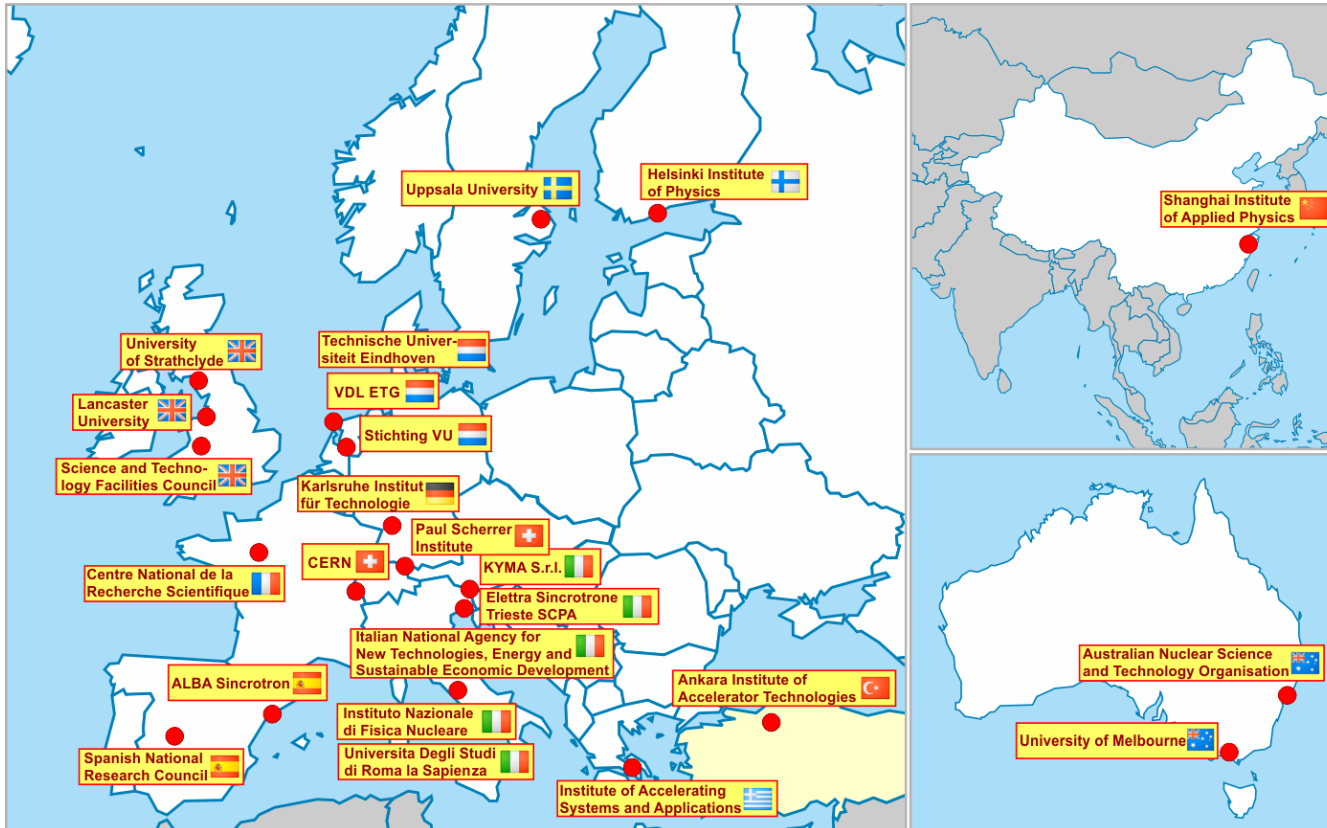 Uppsala University
Helsinki Institute
of Physics
University
of Strathclyde
Lancaster
University
Science and Techno-
logy Facilities Council
Technische Univer-
siteit Eindhoven
VDL ETG
Stichting VU
Karlsruhe Institut
für Technologie
Paul Scherrer
Institute
CERN
KYMA S.r.l.
Centre National de la
Recherche Scientifique
Elettra Sincrotrone
Trieste SCPA
Italian National Agency for
New Technologies, Energy and
Sustainable Economic Development
ALBA Sincrotron
Ankara Institute of
Accelerator Technologies
Instituto Nazionale
di Fisica Nucleare
Spanish National
Research Council
Universita Degli Studi
di Roma la Sapienza
Institute of Accelerating
Systems and Applications
Shanghai Institute
of Applied Physics
Australian Nuclear Science
and Technology Organisation
University of Melbourne